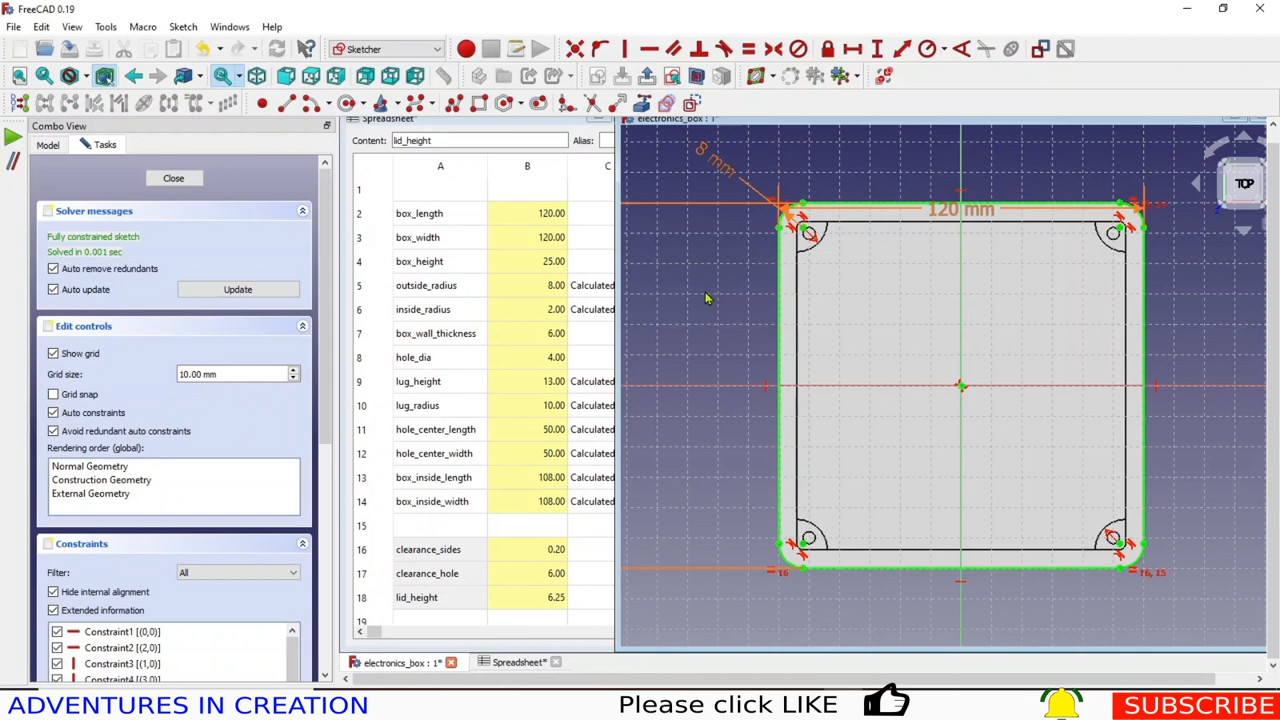 FreeCAD 0.19
File Edit View Tools Macro Sketch Windows Help
Sketcher
Combo View
Model Tasks
Close
Solver messages
Fully constrained sketch
Solved in 0.001 sec
Auto remove redundants
Auto update Update
Edit controls
Show grid
Grid size: 10.00 mm
Grid snap
Auto constraints
Avoid redundant auto constraints
Rendering order (global):
Normal Geometry
Construction Geometry
External Geometry
Constraints
Filter: All
Hide internal alignment
Extended information
Constraint1 [(0,0)]
Constraint2 [(2,0)]
Constraint3 [(1,0)]
Constraint4 [(3,0)]
Spreadsheet*
Content: lid_height Alias:
A B C
1
2 box_length 120.00
3 box_width 120.00
4 box_height 25.00
5 outside_radius 8.00 Calculated
6 inside_radius 2.00 Calculated
7 box_wall_thickness 6.00
8 hole_dia 4.00
9 lug_height 13.00 Calculated
10 lug_radius 10.00 Calculated
11 hole_center_length 50.00 Calculated
12 hole_center_width 50.00 Calculated
13 box_inside_length 108.00 Calculated
14 box_inside_width 108.00 Calculated
15
16 clearance_sides 0.20
17 clearance_hole 6.00
18 lid_height 6.25
19
electronics_box : 1*
8 mm
120 mm
TOP
16
16, 15
electronics_box : 1* Spreadsheet*
ADVENTURES IN CREATION
Please click LIKE
SUBSCRIBE